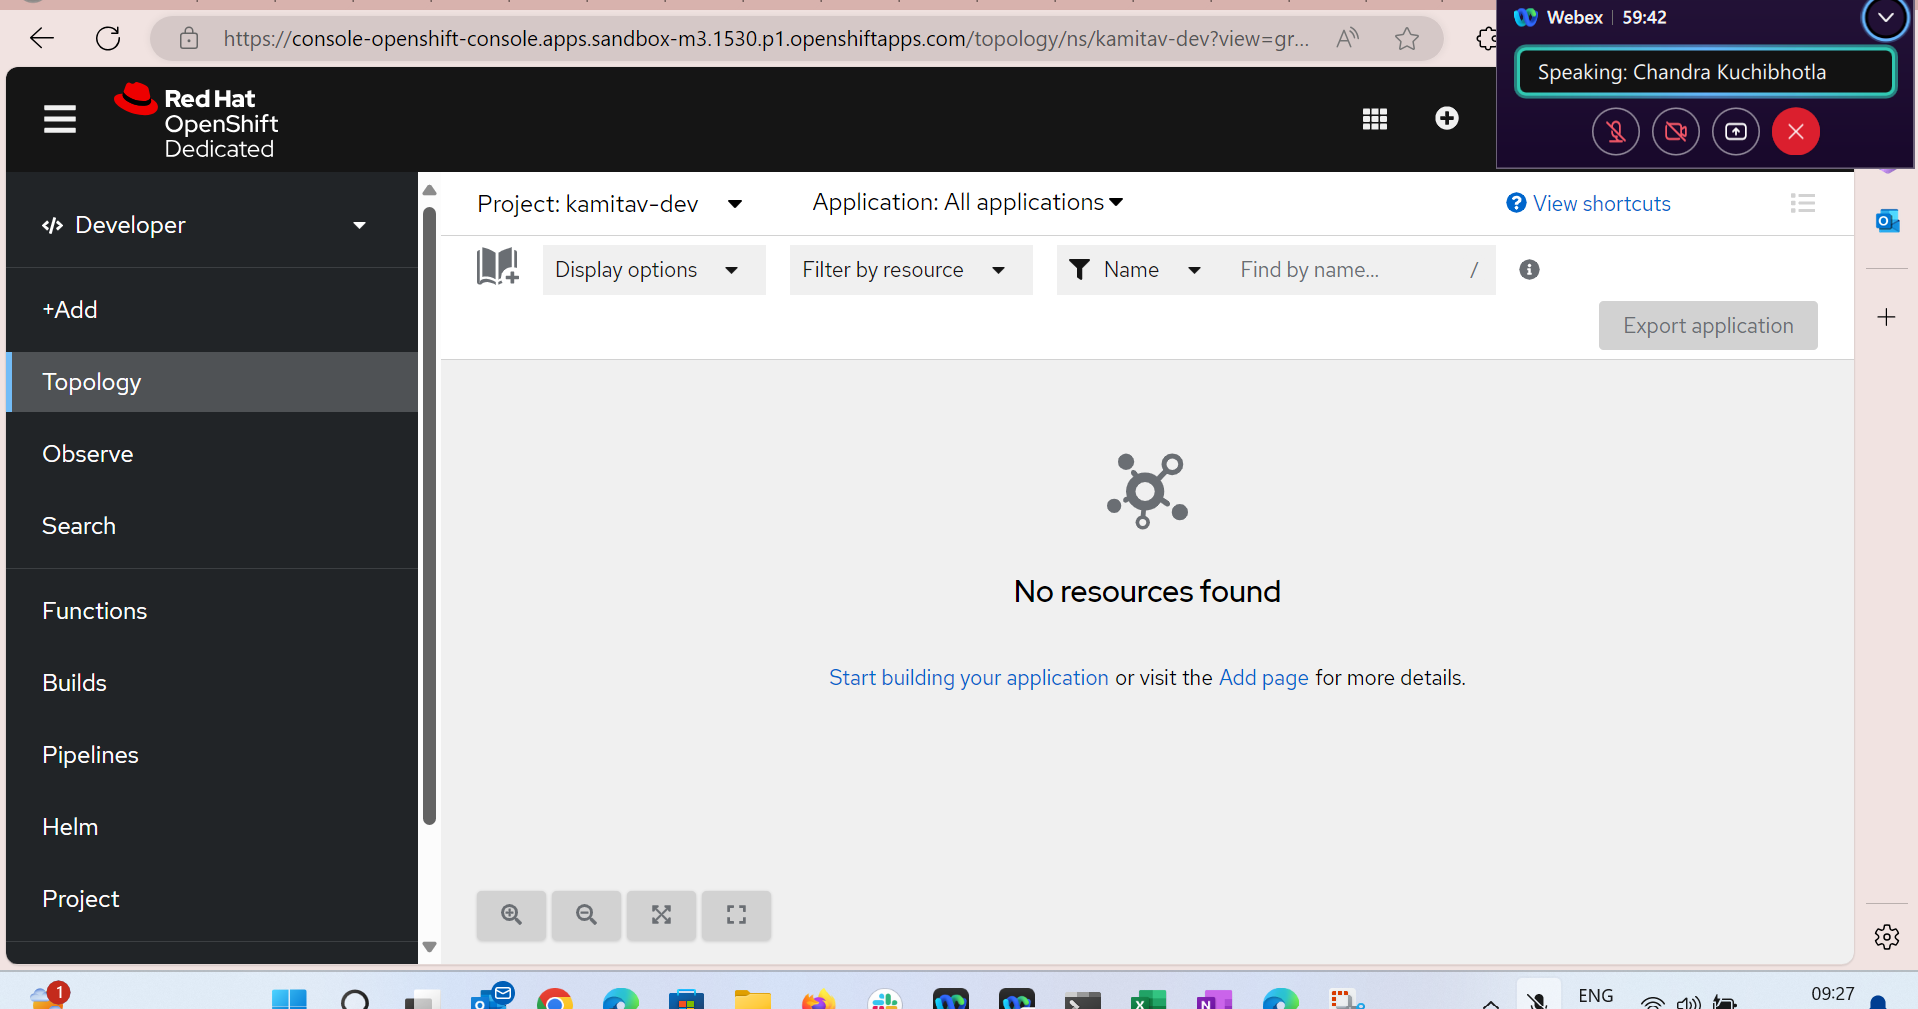 https://console-openshift-console.apps.sandbox-m3.1530.p1.openshiftapps.com/topology/ns/kamitav-dev?view=gr...
Webex | 59:42
Speaking: Chandra Kuchibhotla
Red Hat
OpenShift
Dedicated
Developer
+Add
Topology
Observe
Search
Functions
Builds
Pipelines
Helm
Project
Project: kamitav-dev
Application: All applications
View shortcuts
Display options
Filter by resource
Name
Find by name...
/
Export application
No resources found
Start building your application or visit the Add page for more details.
1
ENG
09:27